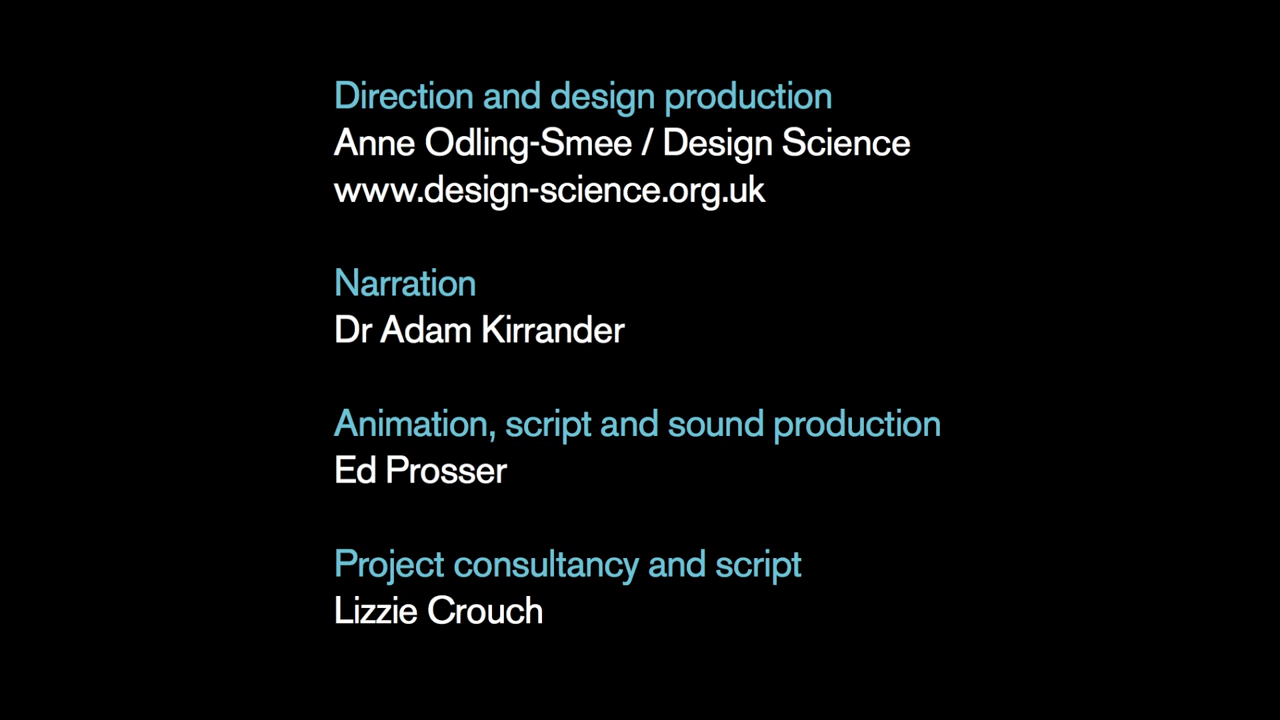 Direction and design production
Anne Odling-Smee / Design Science
www.design-science.org.uk
Narration
Dr Adam Kirrander
Animation, script and sound production
Ed Prosser
Project consultancy and script
Lizzie Crouch